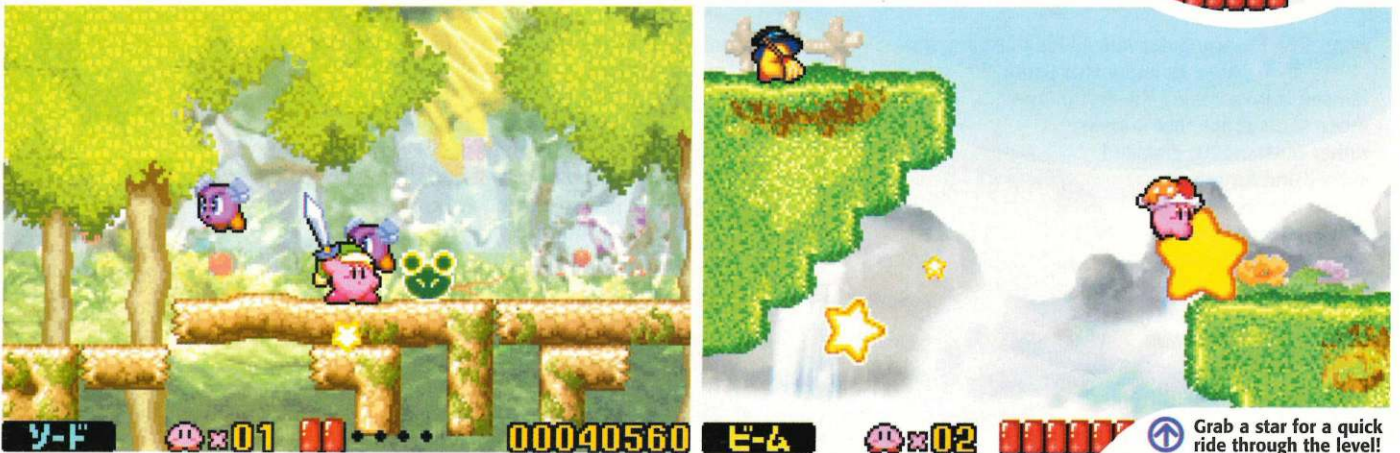 ソード
×01
00040560
ビーム
×02
Grab a star for a quick
ride through the level!